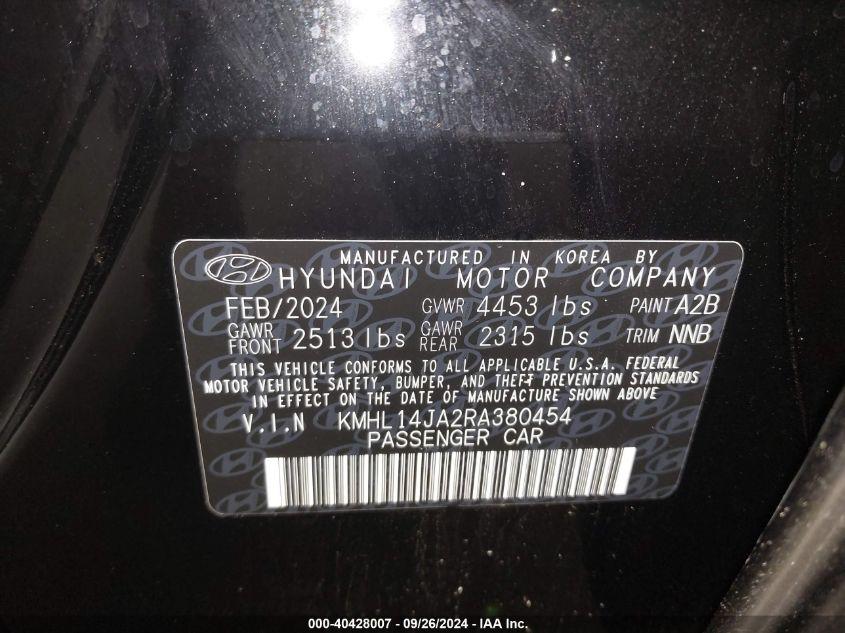 MANUFACTURED IN KOREA BY
HYUNDAI MOTOR COMPANY
FEB/2024 GVWR 4453 lbs PAINT A2B
GAWR FRONT 2513 lbs GAWR REAR 2315 lbs TRIM NNB
THIS VEHICLE CONFORMS TO ALL APPLICABLE U.S.A. FEDERAL
MOTOR VEHICLE SAFETY, BUMPER, AND THEFT PREVENTION STANDARDS
IN EFFECT ON THE DATE OF MANUFACTURE SHOWN ABOVE
V.I.N KMHL14JA2RA380454
PASSENGER CAR
000-40428007 - 09/26/2024 - IAA Inc.